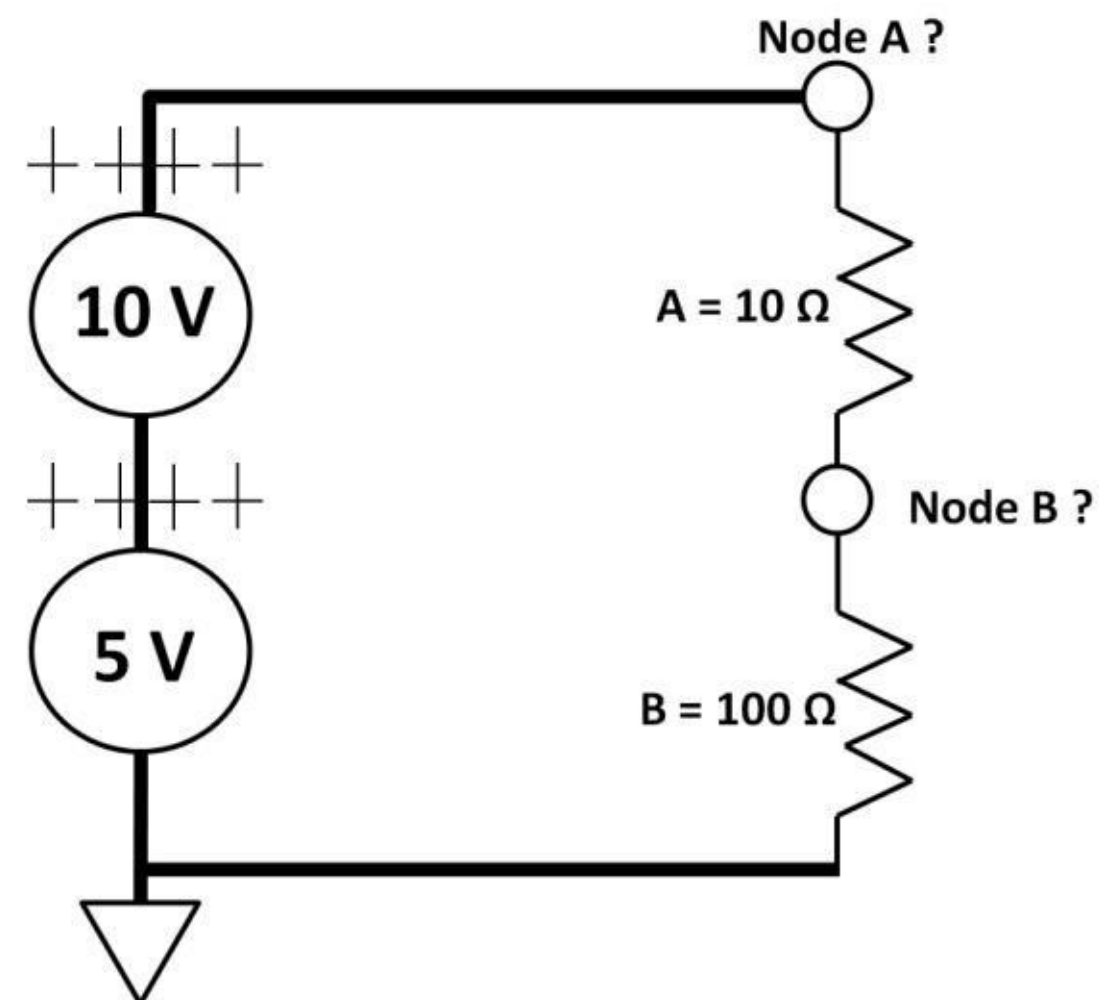 Node A ?
++++
10 V
A = 10 Ω
++++
Node B ?
5 V
B = 100 Ω